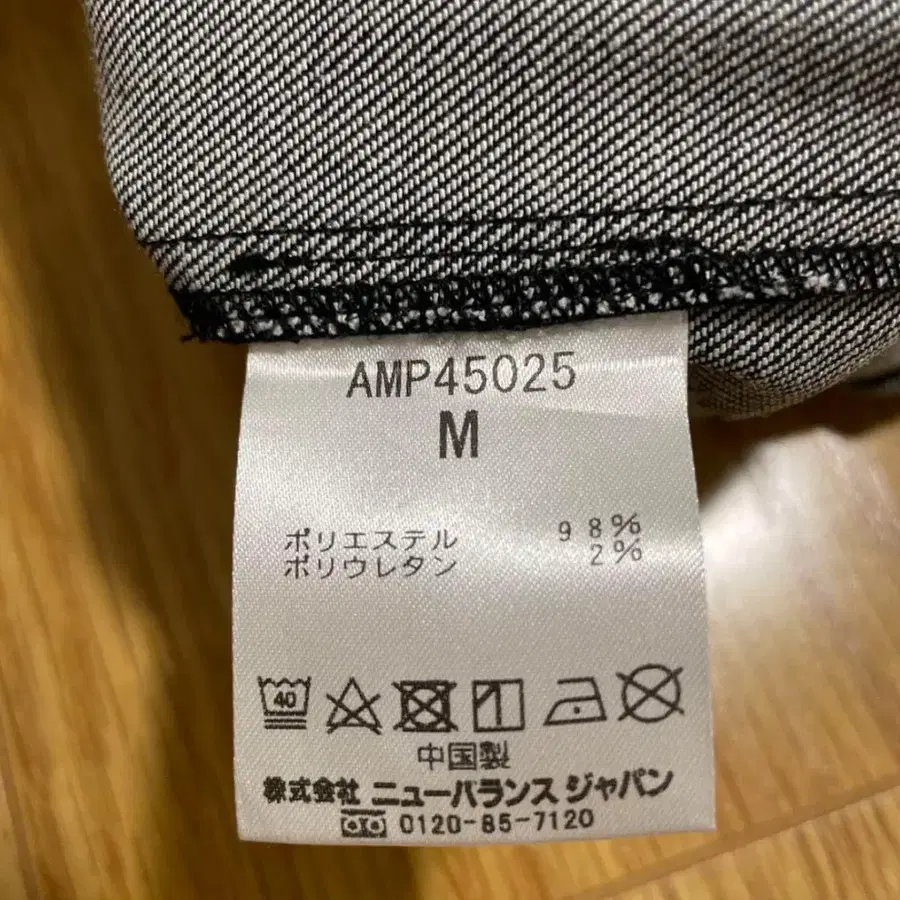 AMP45025
M
ポリエステル 98%
ポリウレタン 2%
40
中国製
株式会社 ニューバランス ジャパン
0120-85-7120